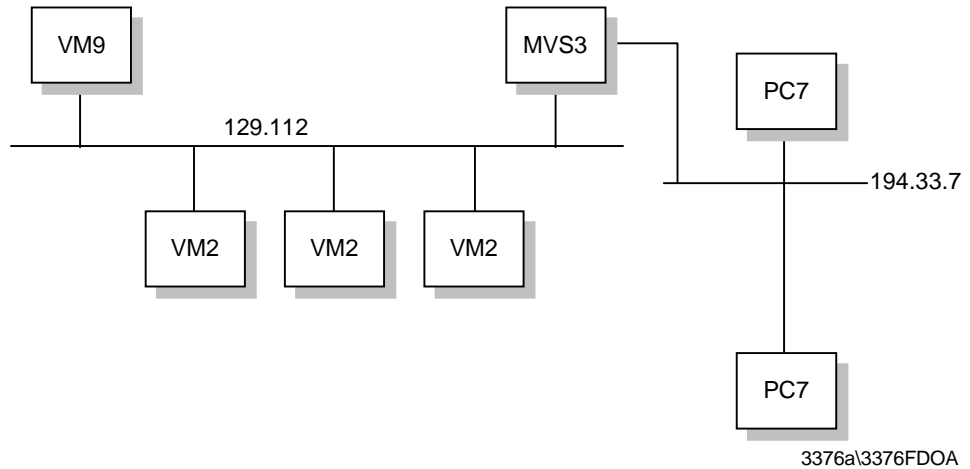 VM9
MVS3
PC7
129.112
194.33.7
VM2
VM2
VM2
PC7
3376a\3376FDOA